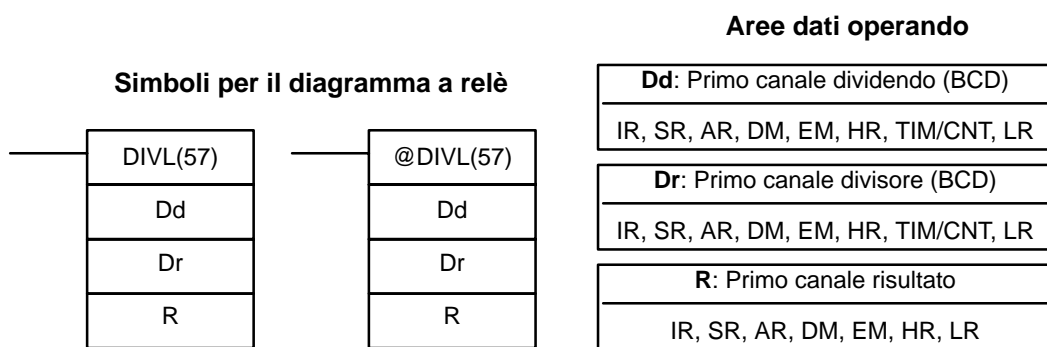 Aree dati operando
Simboli per il diagramma a relè
Dd: Primo canale dividendo (BCD)
IR, SR, AR, DM, EM, HR, TIM/CNT, LR
Dr: Primo canale divisore (BCD)
IR, SR, AR, DM, EM, HR, TIM/CNT, LR
R: Primo canale risultato
IR, SR, AR, DM, EM, HR, LR
DIVL(57)
Dd
Dr
R
@DIVL(57)
Dd
Dr
R